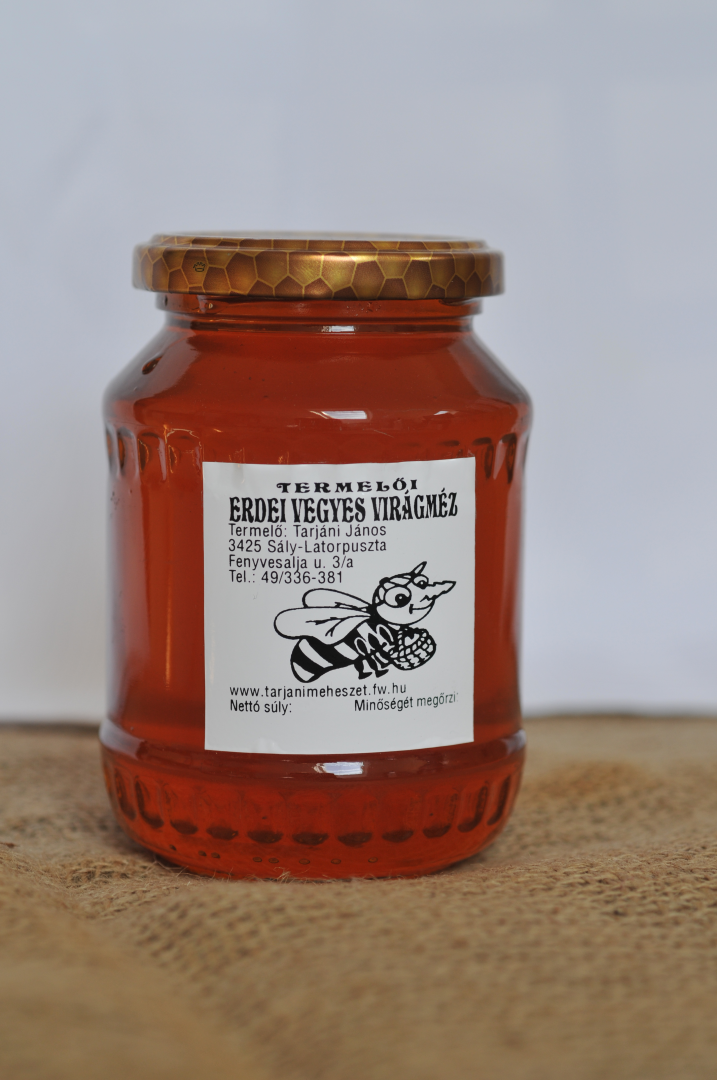 TERMELŐI
ERDEI VEGYES VIRÁGMÉZ
Termelő: Tarjáni János
3425 Sály-Latorpuszta
Fenyvesalja u. 3/a
Tel.: 49/336-381
www.tarjanimeheszet.fw.hu
Nettó súly: Minőségét megőrzi: